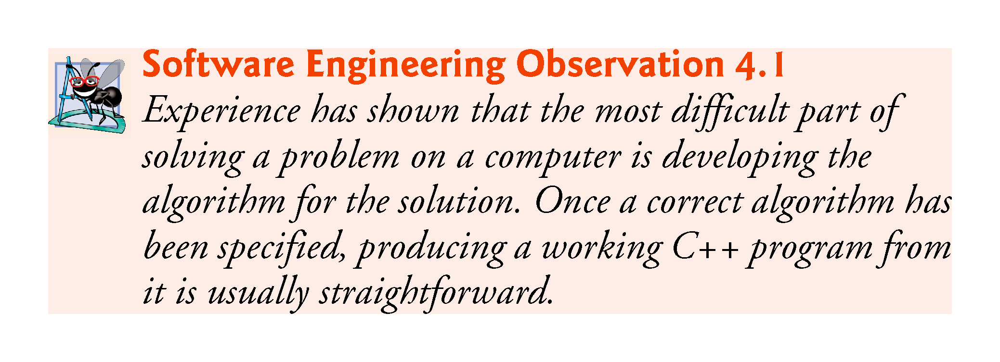 Software Engineering Observation 4.1
Experience has shown that the most difficult part of
solving a problem on a computer is developing the
algorithm for the solution. Once a correct algorithm has
been specified, producing a working C++ program from
it is usually straightforward.